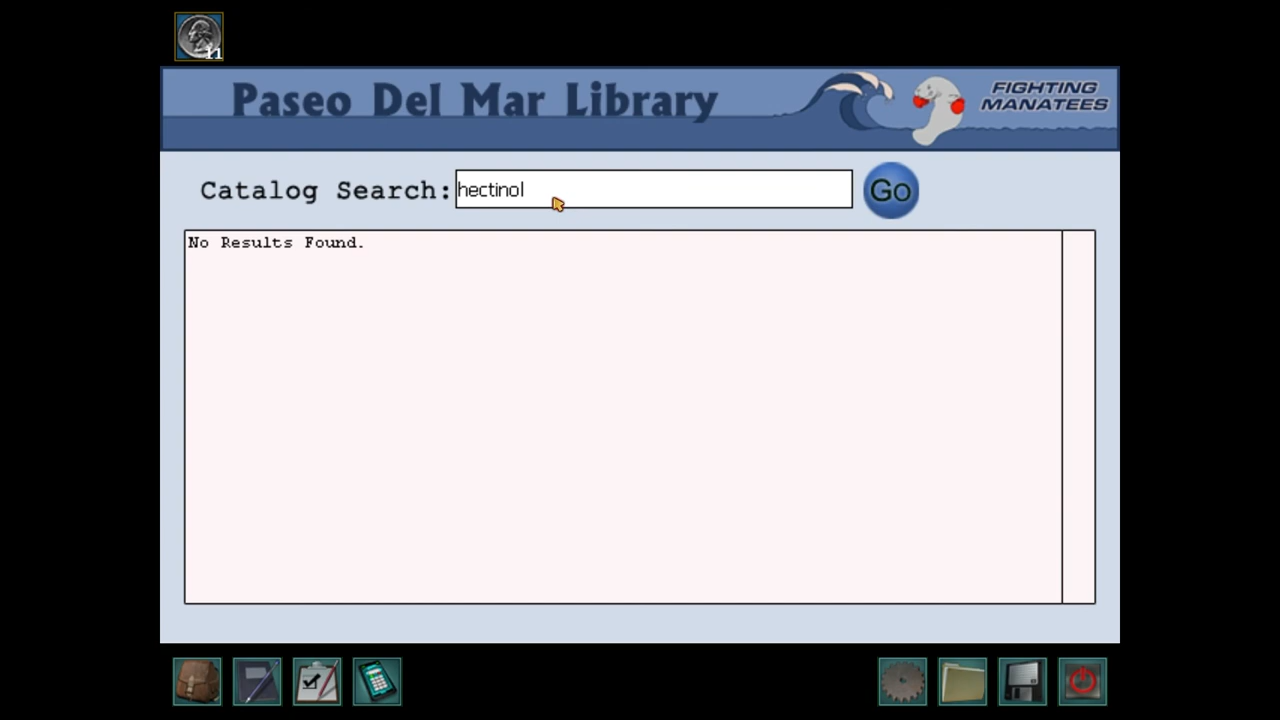 11
Paseo Del Mar Library
FIGHTING
MANATEES
Catalog Search:
hectinol
Go
No Results Found.